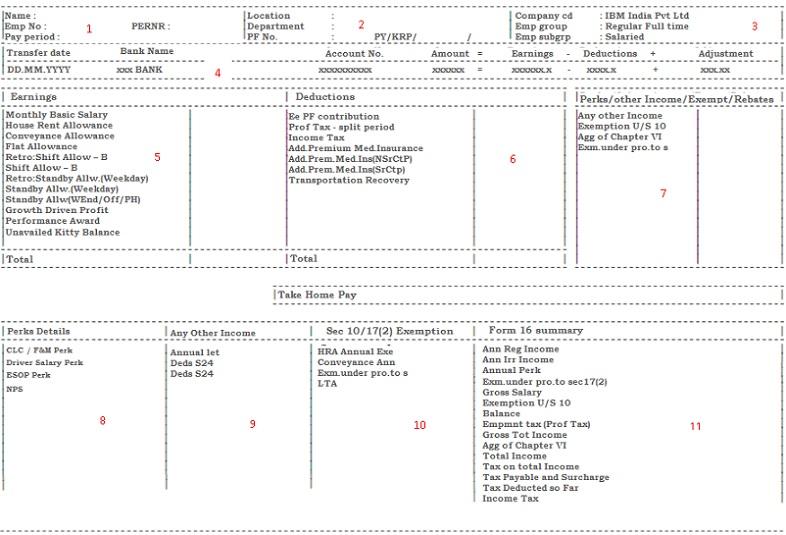 Name : Location : Company cd : IBM India Pvt Ltd
Emp No : 1 PERNR : Department : 2 Emp group : Regular Full time 3
Pay period : PF No. : PY/KRP/ / Emp subgrp : Salaried
Transfer date Bank Name Account No. Amount = Earnings - Deductions + Adjustment
DD.MM.YYYY xxx BANK 4 xxxxxxxxxx xxxxxx = xxxxxx.x - xxxx.x + xxx.xx
Earnings Deductions Perks/other Income/Exempt/Rebates
Monthly Basic Salary Ee PF contribution Any other Income
House Rent Allowance Prof Tax - split period Exemption U/S 10
Conveyance Allowance Income Tax Agg of Chapter VI
Flat Allowance Add.Premium Med.Insurance Exm.under pro.to s
Retro:Shift Allow – B 5 Add.Prem.Med.Ins(NSrCtP) 6
Shift Allow – B Add.Prem.Med.Ins(SrCtp)
Retro:Standby Allw.(Weekday) Transportation Recovery
Standby Allw.(Weekday) 7
Standby Allw(WEnd/Off/PH)
Growth Driven Profit
Performance Award
Unavailed Kitty Balance
Total Total
Take Home Pay
Perks Details Any Other Income Sec 10/17(2) Exemption Form 16 summary
CLC / F&M Perk Annual let HRA Annual Exe Ann Reg Income
Driver Salary Perk Deds S24 Conveyance Ann Ann Irr Income
ESOP Perk Deds S24 Exm.under pro.to s Annual Perk
NPS LTA Exm.under pro.to sec17(2)
Gross Salary
Exemption U/S 10
Balance
8 9 10 Empmnt tax (Prof Tax) 11
Gross Tot Income
Agg of Chapter VI
Total Income
Tax on total Income
Tax Payable and Surcharge
Tax Deducted so Far
Income Tax